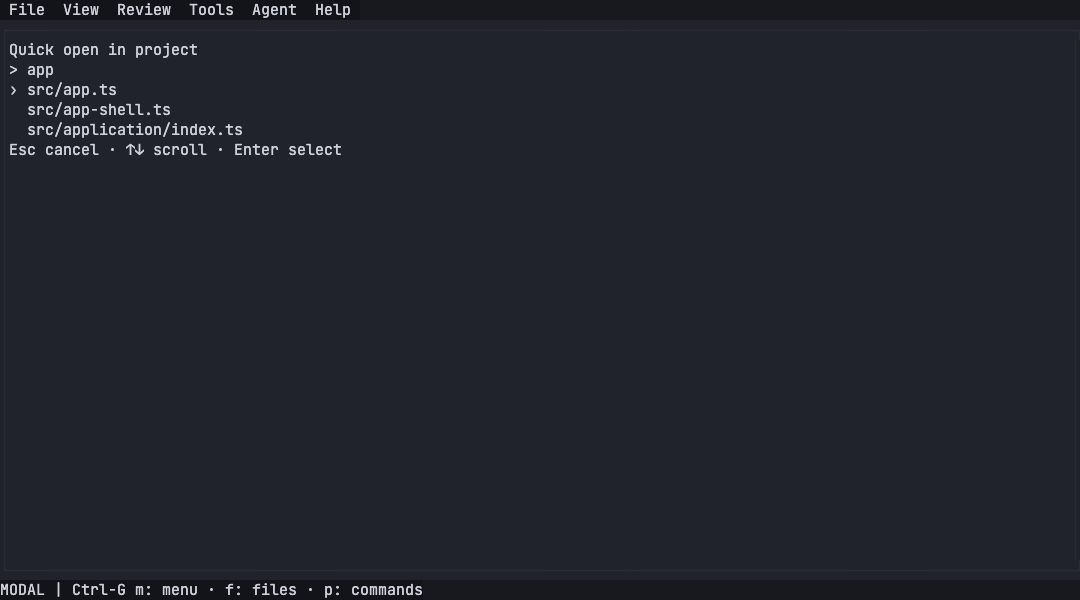 File  View  Review  Tools  Agent  Help
Quick open in project
> app
› src/app.ts
  src/app-shell.ts
  src/application/index.ts
Esc cancel · ↑↓ scroll · Enter select
MODAL | Ctrl-G m: menu · f: files · p: commands